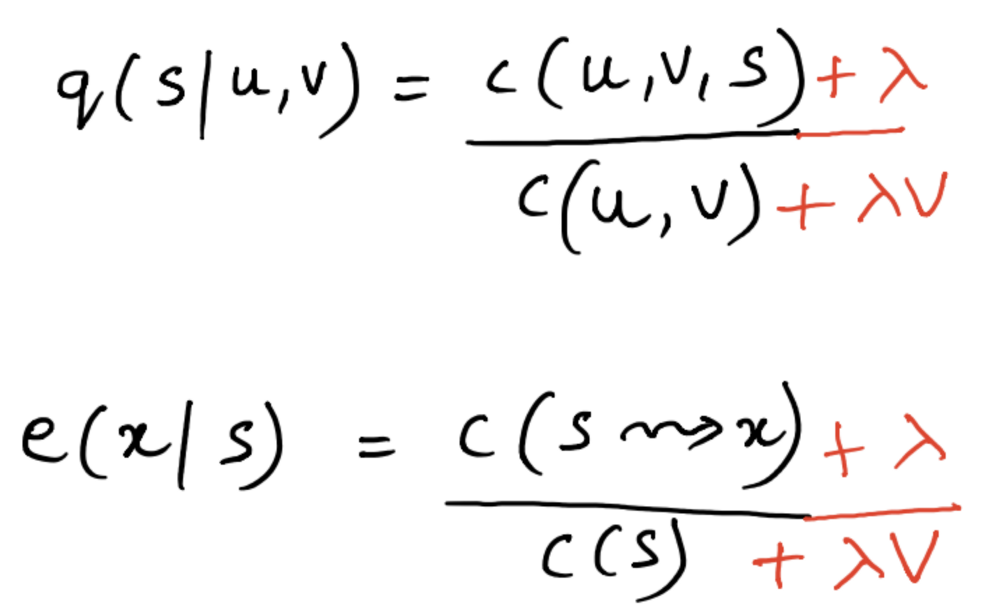 q(s|u,v) = c(u,v,s) + λ
c(u,v) + λV
e(x|s) = c(s ⇝ x) + λ
c(s) + λV